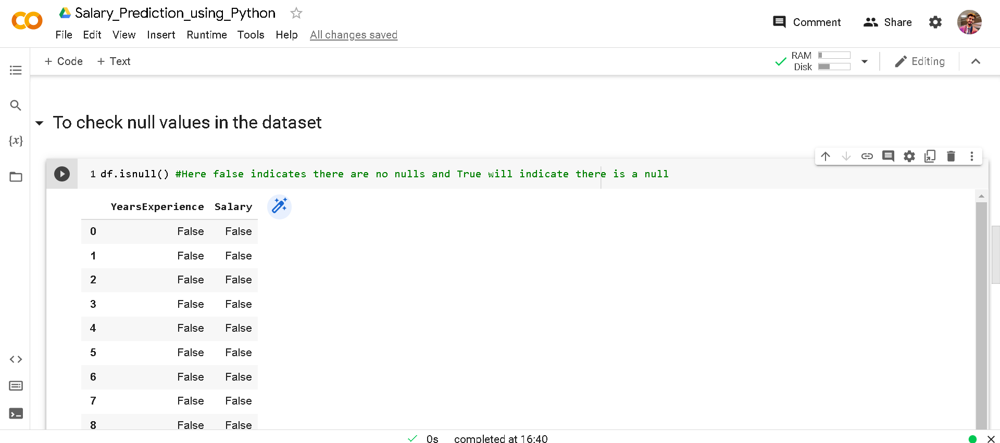 Salary_Prediction_using_Python
File Edit View Insert Runtime Tools Help All changes saved
Comment Share
+ Code + Text
RAM
Disk
Editing
To check null values in the dataset
{x}
1 df.isnull() #Here false indicates there are no nulls and True will indicate there is a null
YearsExperience Salary
0 False False
1 False False
2 False False
3 False False
4 False False
5 False False
6 False False
7 False False
8 False False
0s completed at 16:40